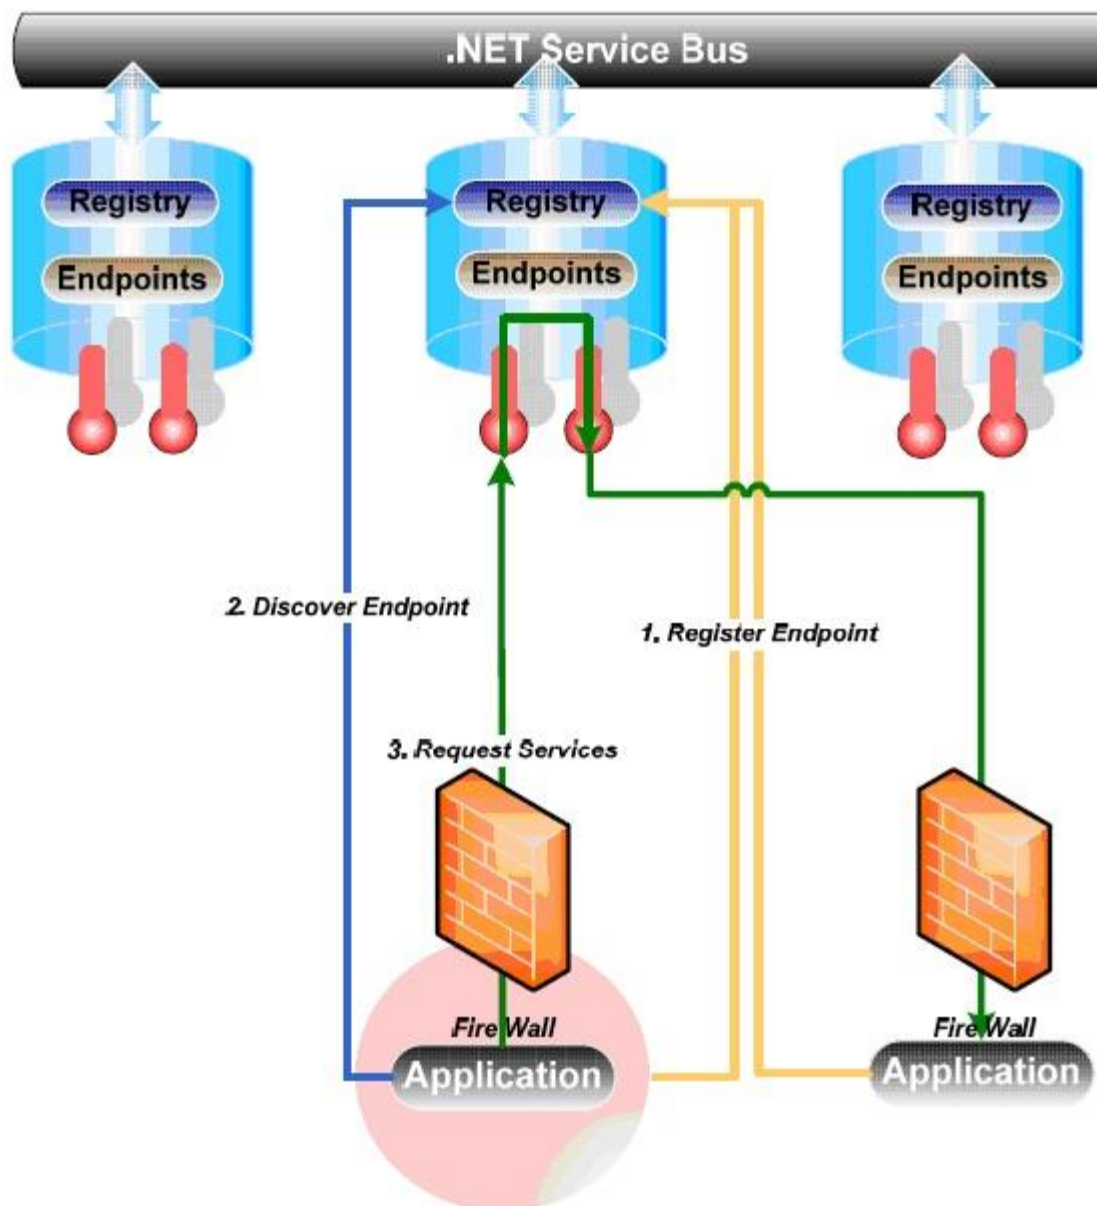 .NET Service Bus
Registry
Registry
Registry
Endpoints
Endpoints
Endpoints
2. Discover Endpoint
1. Register Endpoint
3. Request Services
Fire Wall
Fire Wall
Application
Application